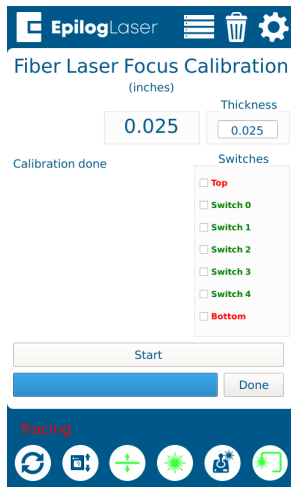 EpilogLaser
Fiber Laser Focus Calibration
(inches)
Thickness
0.025
0.025
Calibration done
Switches
Top
Switch 0
Switch 1
Switch 2
Switch 3
Switch 4
Bottom
Start
Done
Tracing